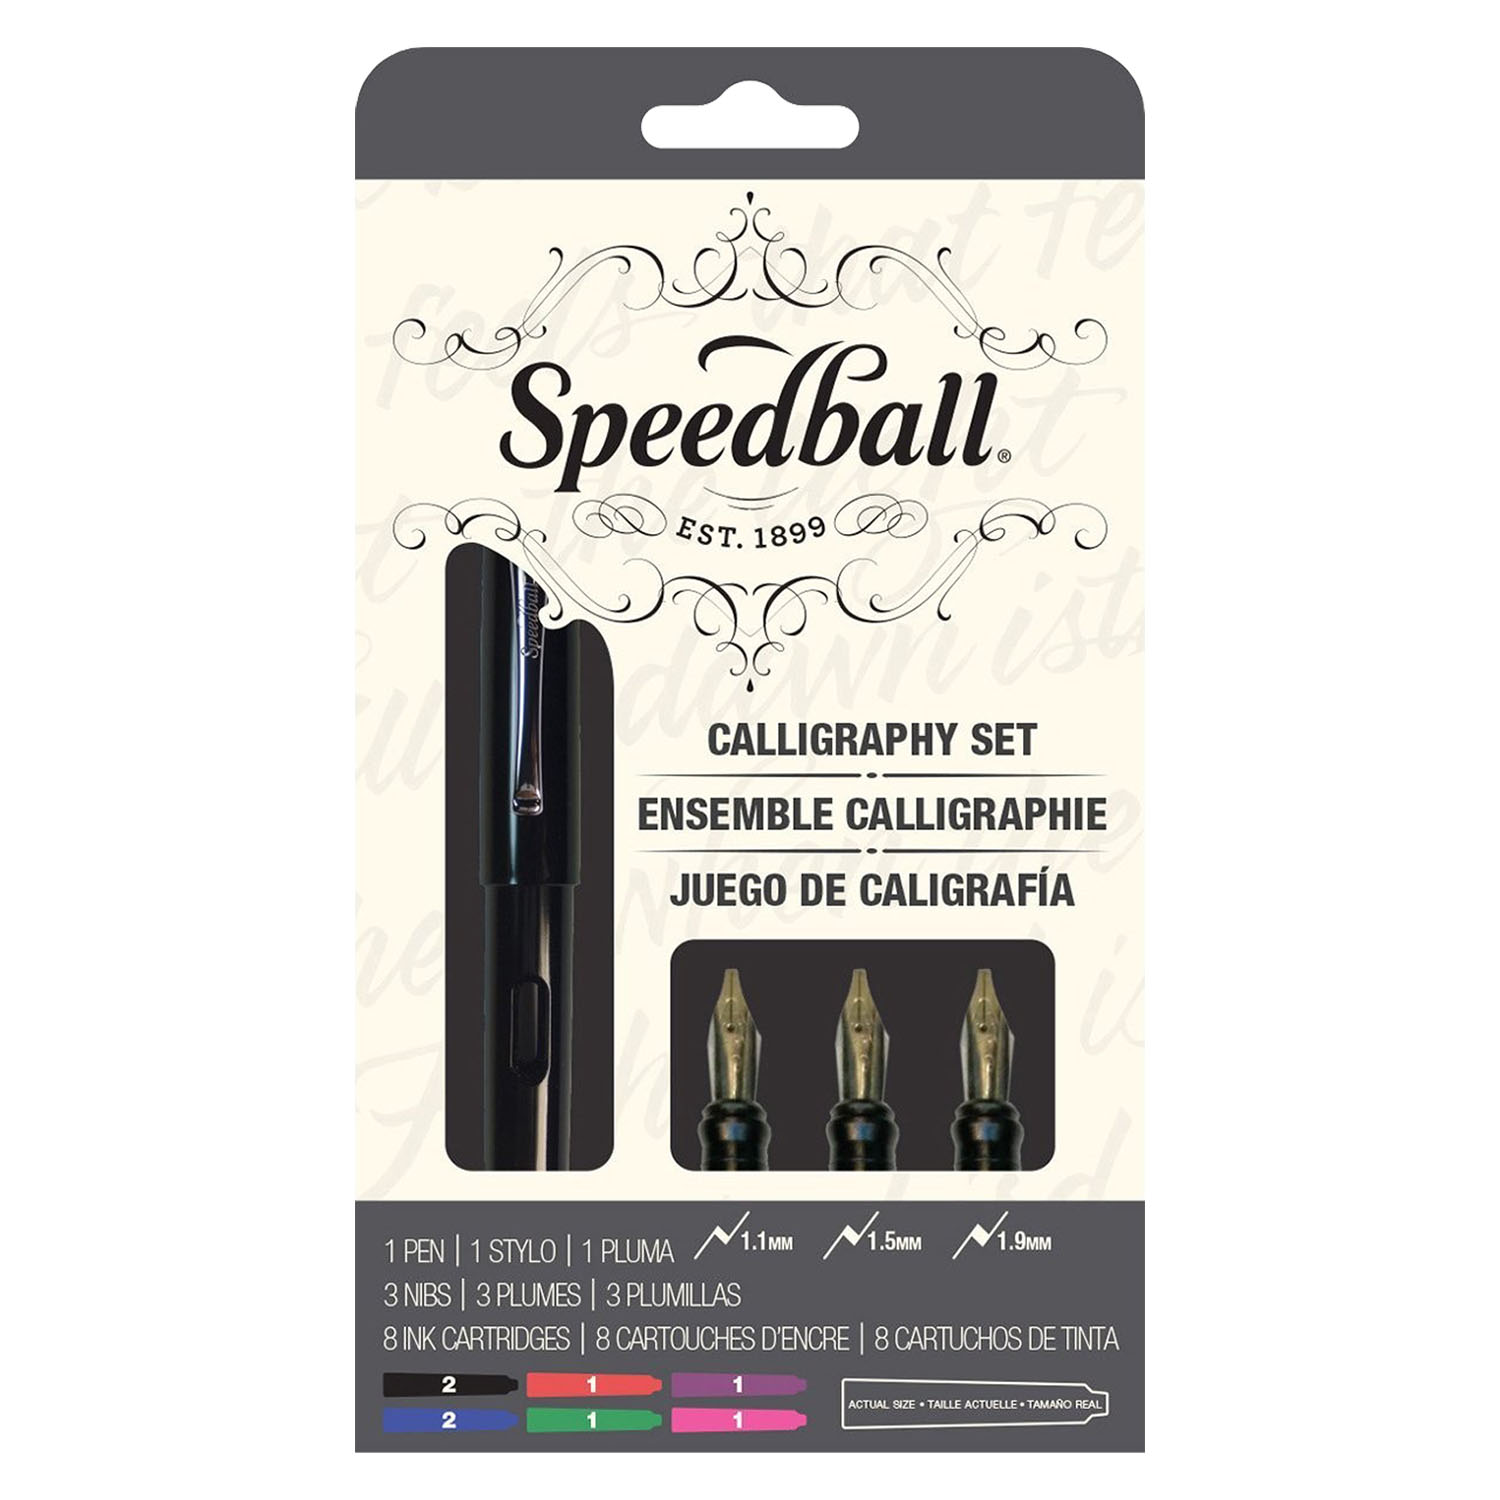 Speedball®
EST. 1899
Speedball
CALLIGRAPHY SET
ENSEMBLE CALLIGRAPHIE
JUEGO DE CALIGRAFÍA
1 PEN | 1 STYLO | 1 PLUMA 1.1MM 1.5MM 1.9MM
3 NIBS | 3 PLUMES | 3 PLUMILLAS
8 INK CARTRIDGES | 8 CARTOUCHES D'ENCRE | 8 CARTUCHOS DE TINTA
2 1 1
2 1 1
ACTUAL SIZE • TAILLE ACTUELLE • TAMAÑO REAL